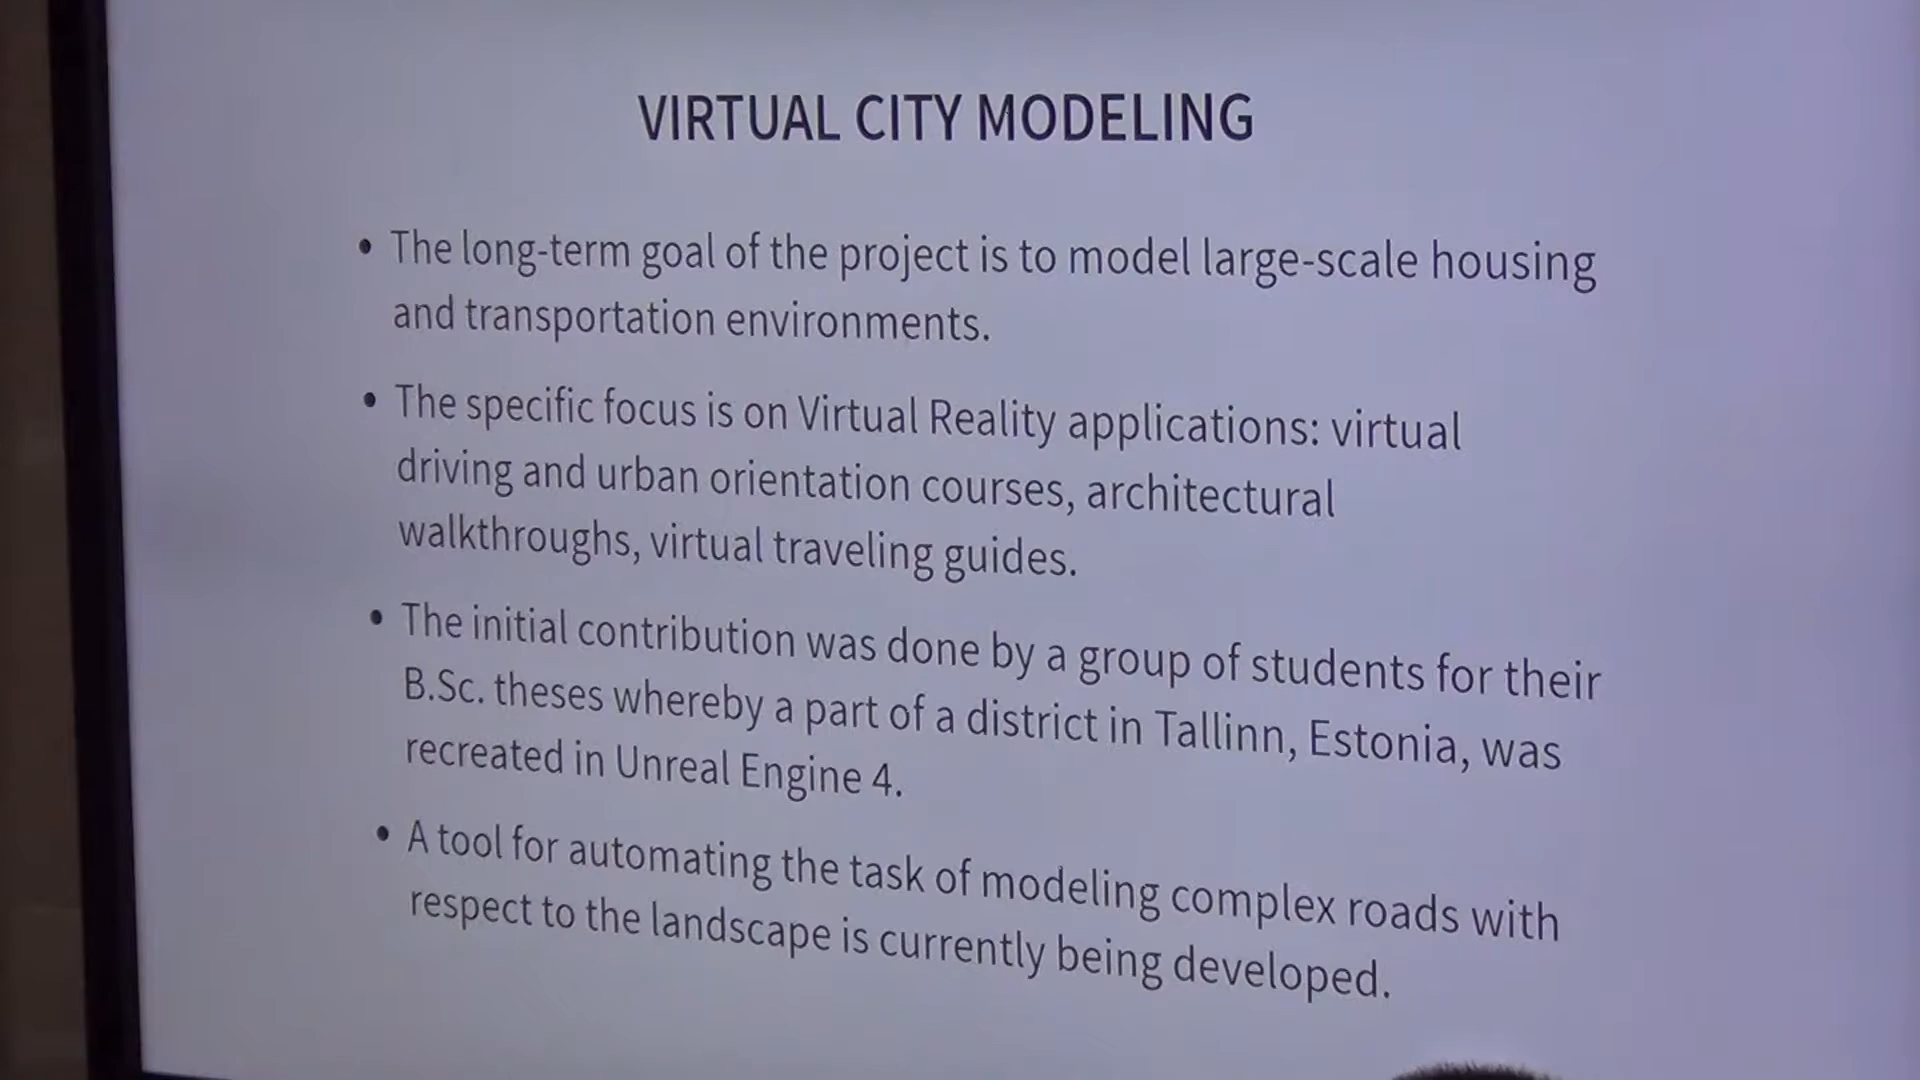 VIRTUAL CITY MODELING
• The long-term goal of the project is to model large-scale housing
and transportation environments.
• The specific focus is on Virtual Reality applications: virtual
driving and urban orientation courses, architectural
walkthroughs, virtual traveling guides.
• The initial contribution was done by a group of students for their
B.Sc. theses whereby a part of a district in Tallinn, Estonia, was
recreated in Unreal Engine 4.
• A tool for automating the task of modeling complex roads with
respect to the landscape is currently being developed.